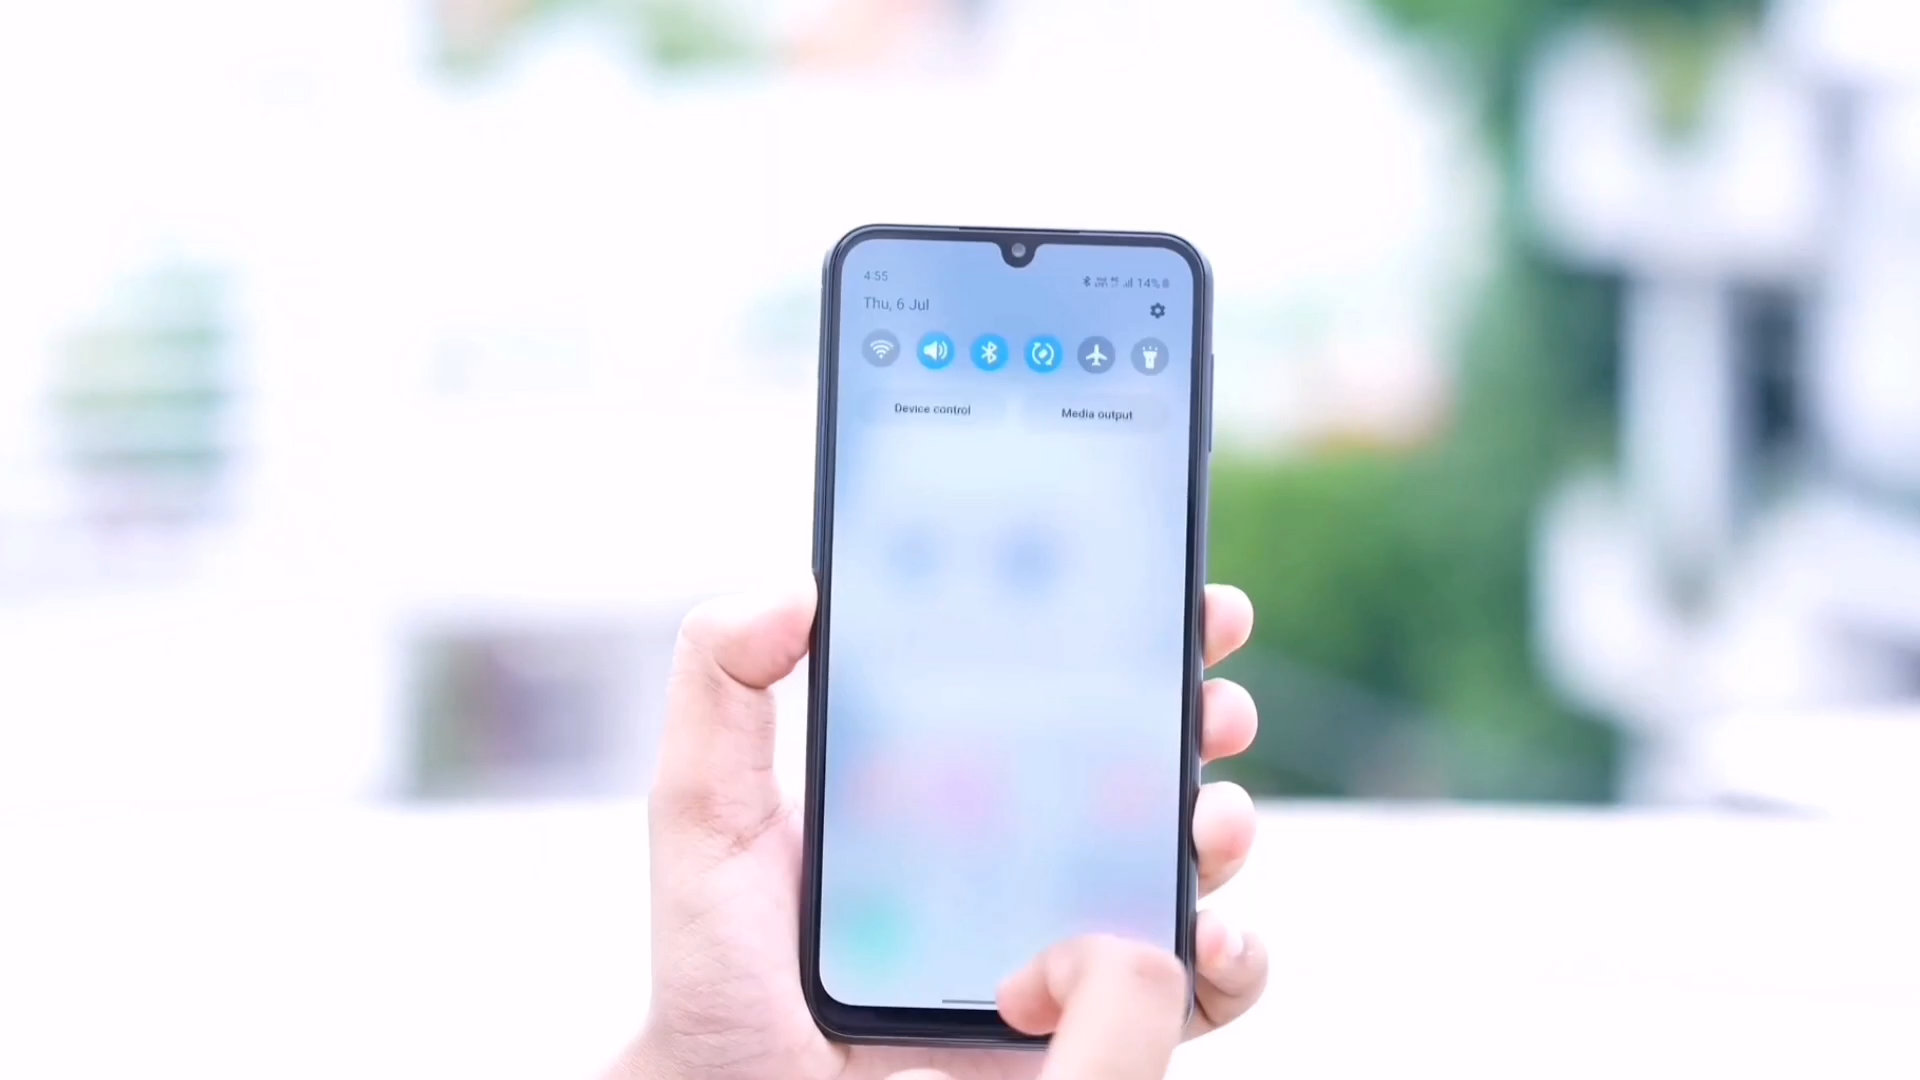 4:55
14%
Thu, 6 Jul
Device control
Media output